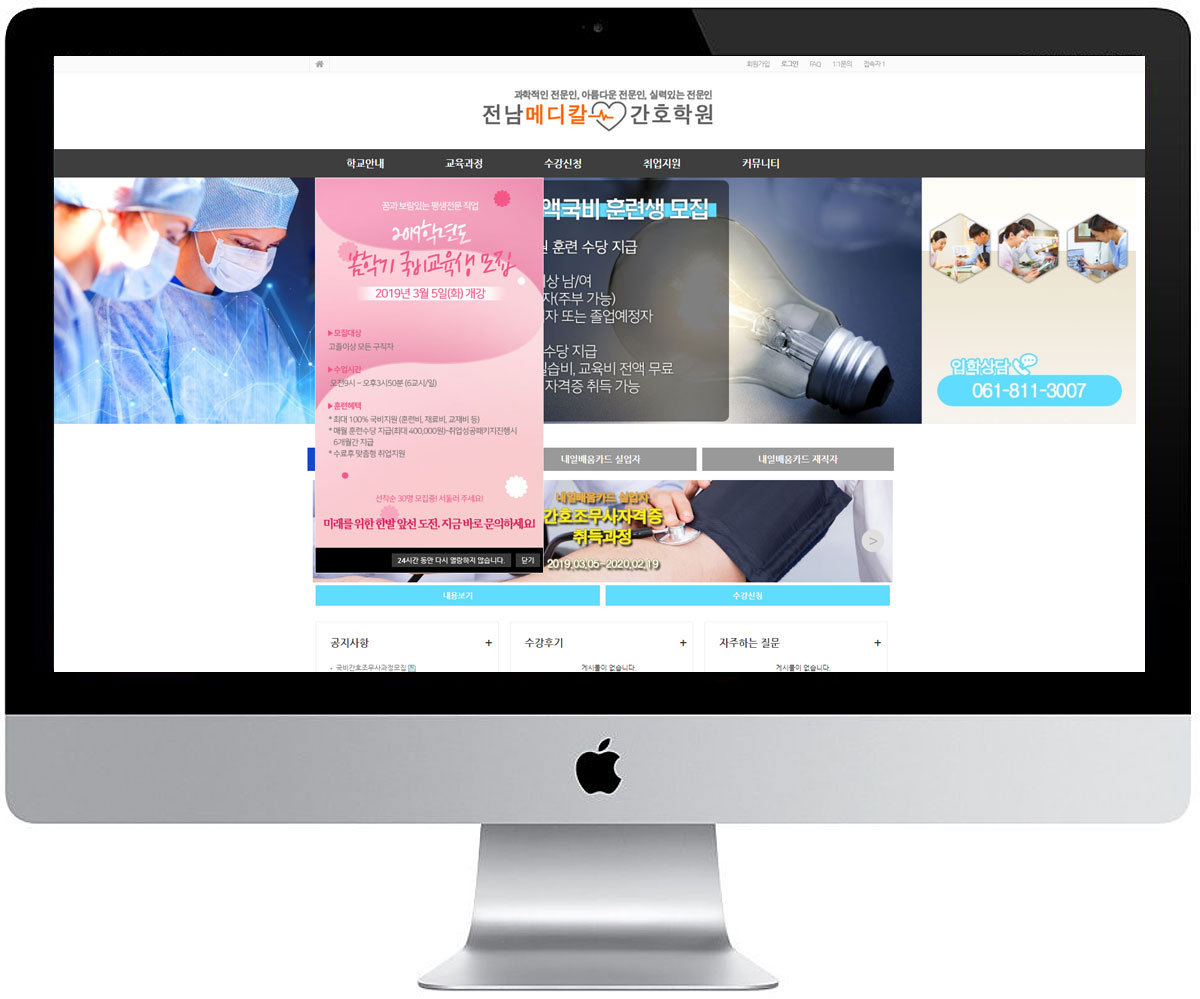 회원가입 로그인 FAQ 1:1문의 접속자 1
과학적인 전문인, 아름다운 전문인, 실력있는 전문인
전남메디칼 간호학원
학교안내 교육과정 수강신청 취업지원 커뮤니티
꿈과 보람있는 평생전문 직업
2019학년도
봄학기 국비교육생 모집
2019년 3월 5일(화) 개강
▶모집대상
고졸이상 모든 구직자
▶수업시간
오전9시 ~ 오후3시50분 (6교시/일)
▶훈련혜택
* 최대 100% 국비지원 (훈련비, 재료비, 교재비 등)
* 매월 훈련수당 지급(최대 400,000원)-취업성공패키지진행시
6개월간 지급
* 수료후 맞춤형 취업지원
선착순 30명 모집중! 서둘러 주세요!
미래를 위한 한발 앞선 도전, 지금 바로 문의하세요!
24시간 동안 다시 열람하지 않습니다. 닫기
액국비 훈련생 모집
훈련 수당 지급
상 남/여
자(주부 가능)
자 또는 졸업예정자
수당 지급
습비, 교육비 전액 무료
자격증 취득 가능
입학상담
061-811-3007
내일배움카드 실업자
내일배움카드 재직자
내일배움카드 실업자
간호조무사자격증
취득과정
2019.03.05~2020.02.19
>
내용보기 수강신청
공지사항 +
국비간호조무사과정모집
수강후기 +
게시물이 없습니다.
자주하는 질문 +
게시물이 없습니다.